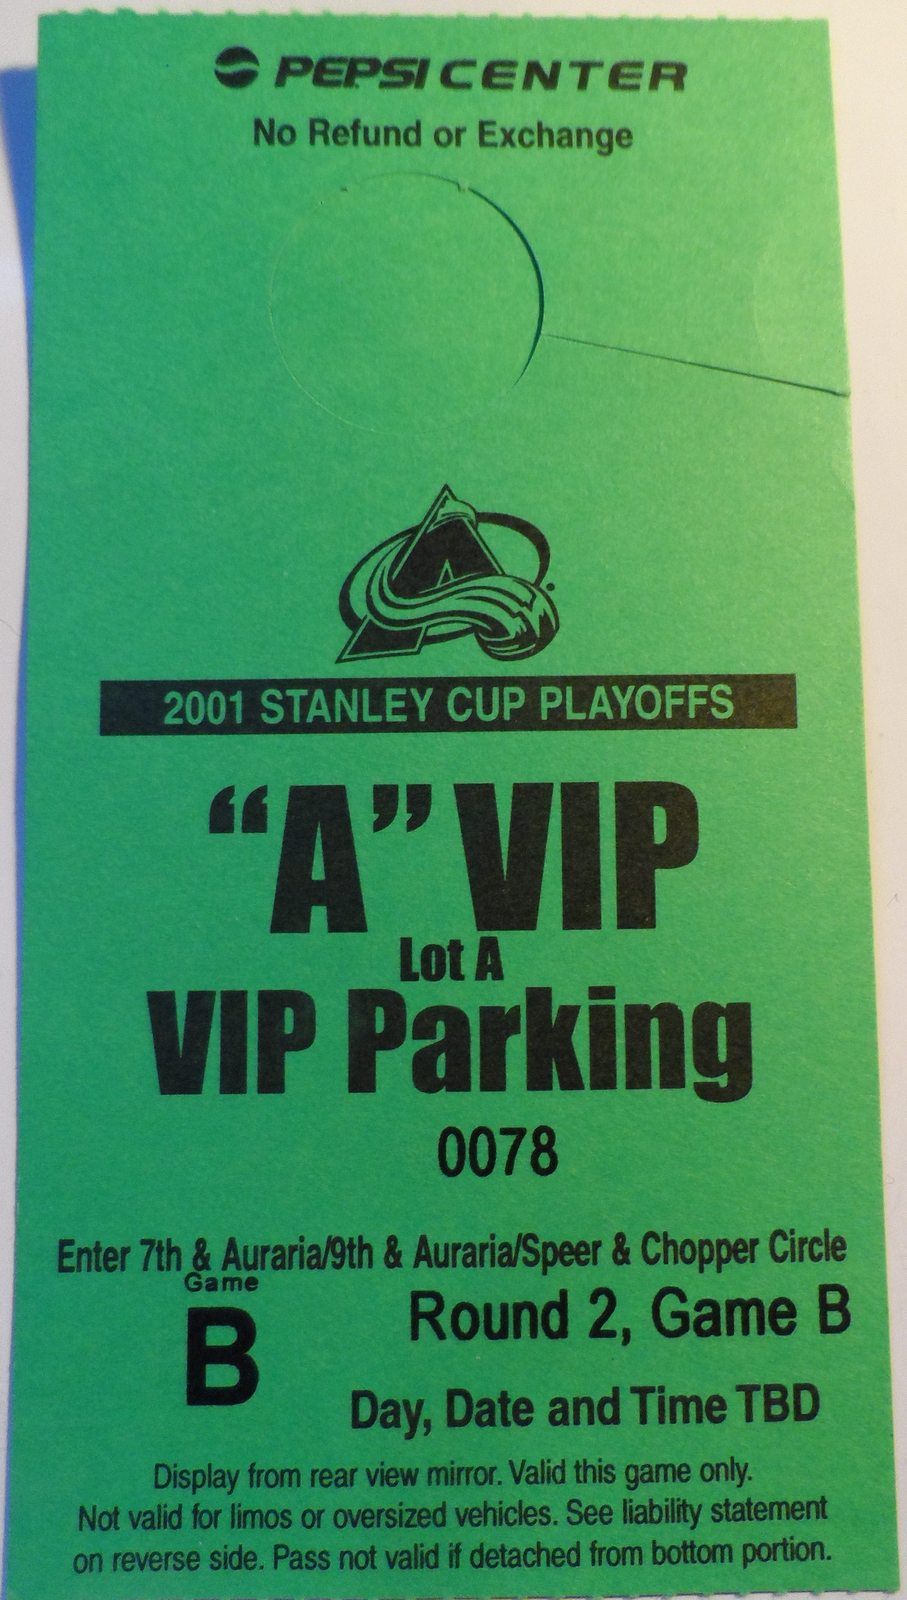 PEPSI CENTER
No Refund or Exchange
2001 STANLEY CUP PLAYOFFS
“A” VIP
Lot A
VIP Parking
0078
Enter 7th & Auraria/9th & Auraria/Speer & Chopper Circle
Game
B
Round 2, Game B
Day, Date and Time TBD
Display from rear view mirror. Valid this game only.
Not valid for limos or oversized vehicles. See liability statement
on reverse side. Pass not valid if detached from bottom portion.